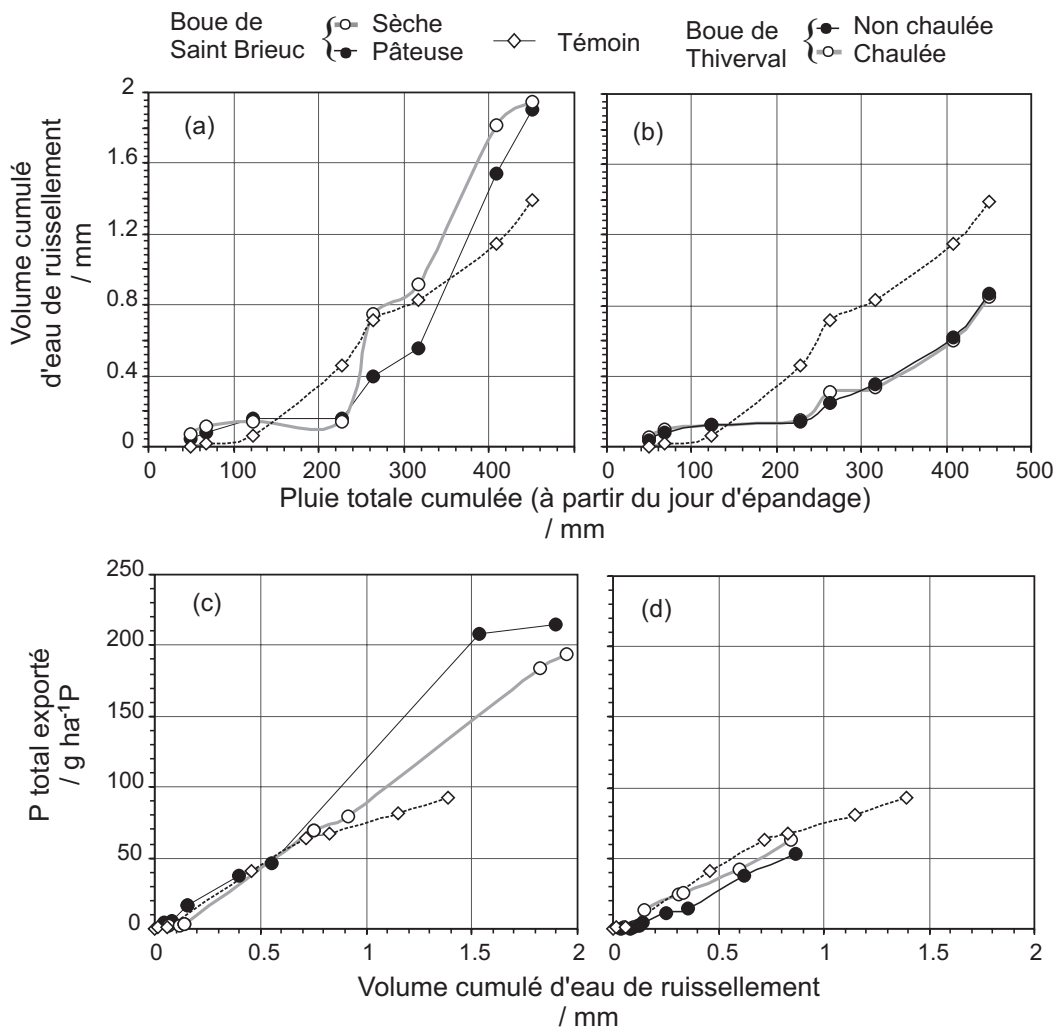 Boue de Saint Brieuc
Sèche
Pâteuse
Témoin
Boue de Thiverval
Non chaulée
Chaulée
(a)
(b)
Volume cumulé
d'eau de ruissellement
/ mm
2
1.6
1.2
0.8
0.4
0
0 100 200 300 400
0 100 200 300 400 500
Pluie totale cumulée (à partir du jour d'épandage)
/ mm
(c)
(d)
P total exporté
/ g ha⁻¹P
250
200
150
100
50
0
0 0.5 1 1.5 2
0 0.5 1 1.5 2
Volume cumulé d'eau de ruissellement
/ mm